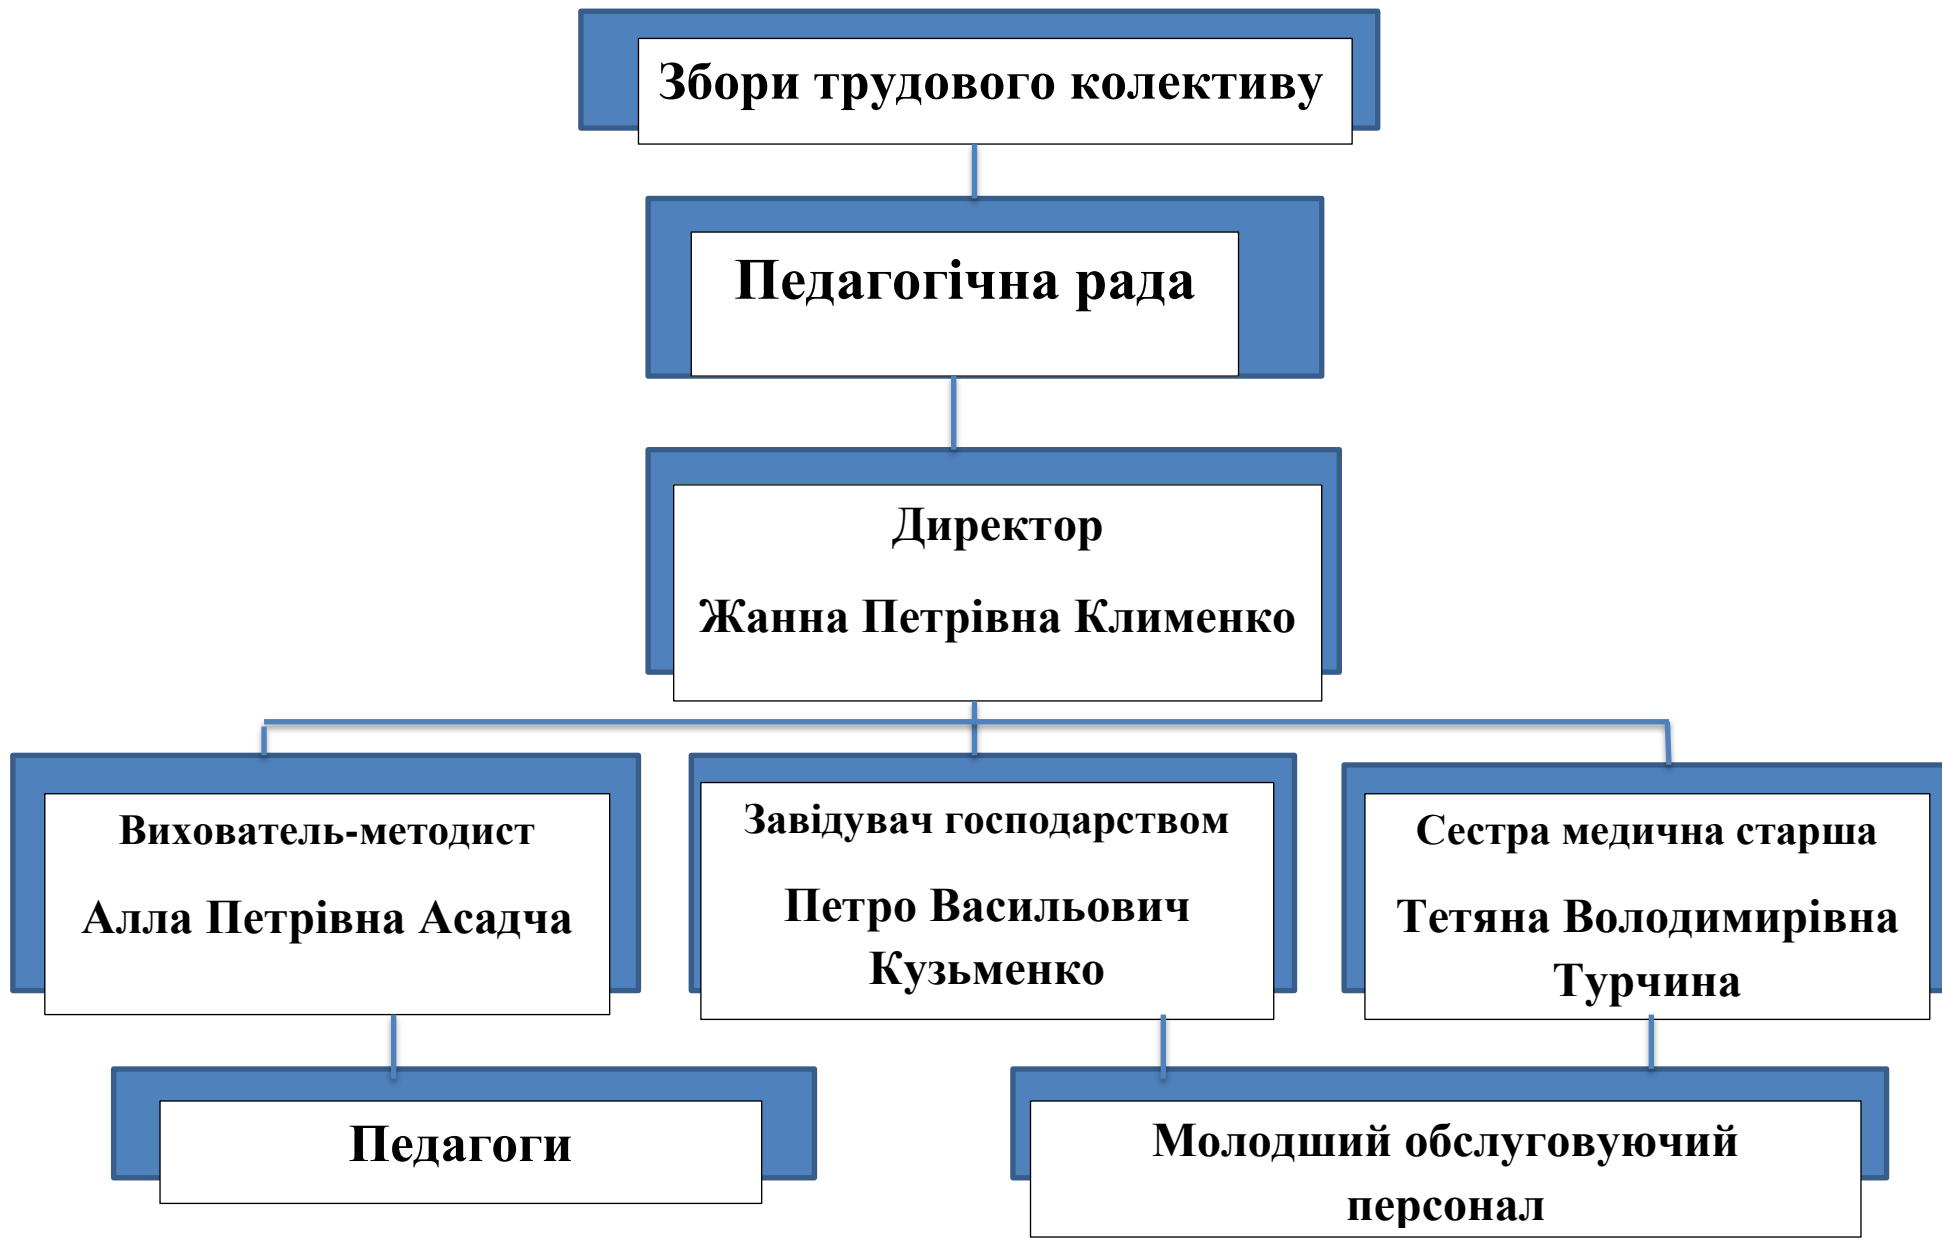 Збори трудового колективу
Педагогічна рада
Директор
Жанна Петрівна Клименко
Вихователь-методист
Алла Петрівна Асадча
Завідувач господарством
Петро Васильович
Кузьменко
Сестра медична старша
Тетяна Володимирівна
Турчина
Педагоги
Молодший обслуговуючий
персонал